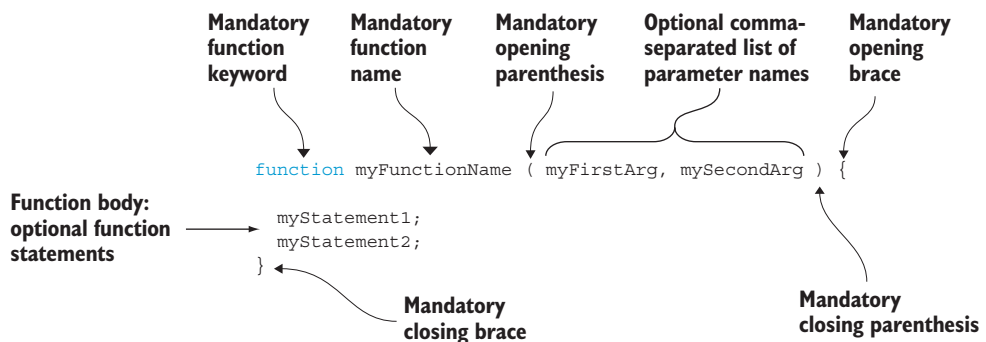 Mandatory
function
keyword
Mandatory
function
name
Mandatory
opening
parenthesis
Optional comma-
separated list of
parameter names
Mandatory
opening
brace
function myFunctionName ( myFirstArg, mySecondArg ) {
Function body:
optional function
statements
myStatement1;
myStatement2;
}
Mandatory
closing brace
Mandatory
closing parenthesis